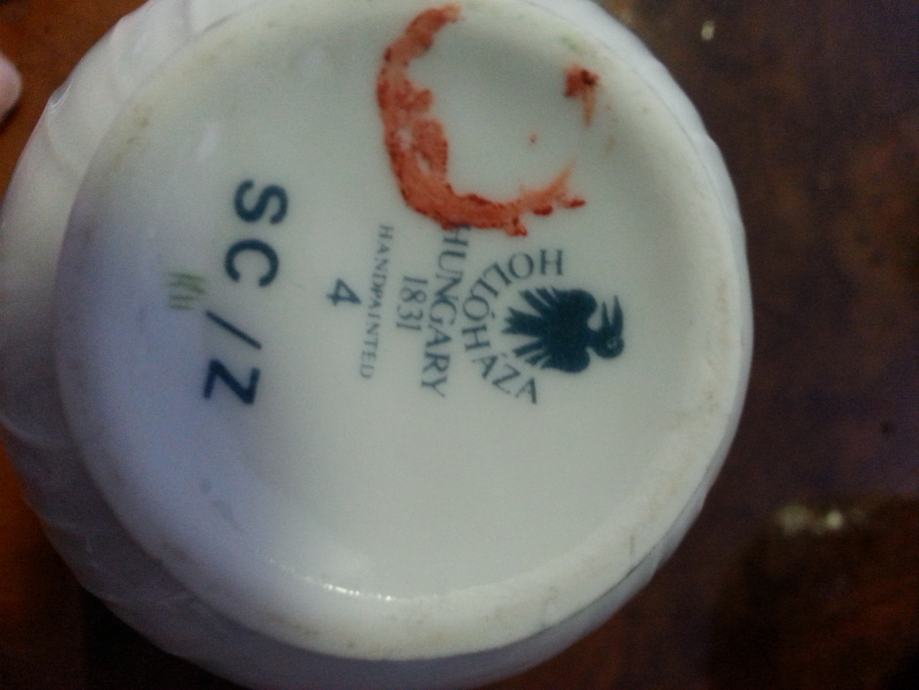 HOLLÓHÁZA
HUNGARY
1831
HANDPAINTED
4
SC/Z